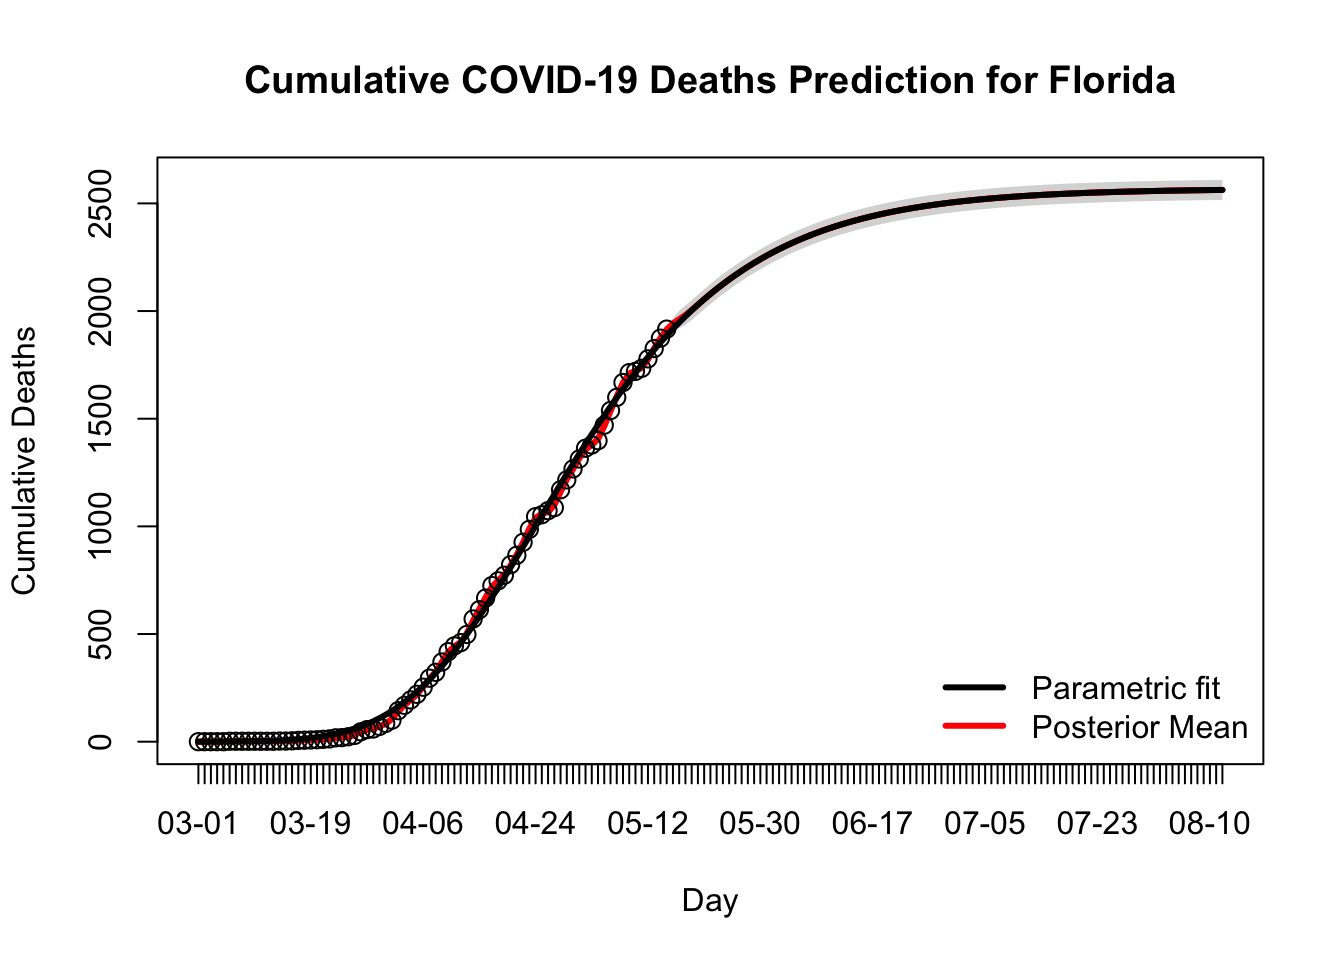 Cumulative COVID-19 Deaths Prediction for Florida
Cumulative Deaths
2500
2000
1500
1000
500
0
Parametric fit
Posterior Mean
03-01 03-19 04-06 04-24 05-12 05-30 06-17 07-05 07-23 08-10
Day